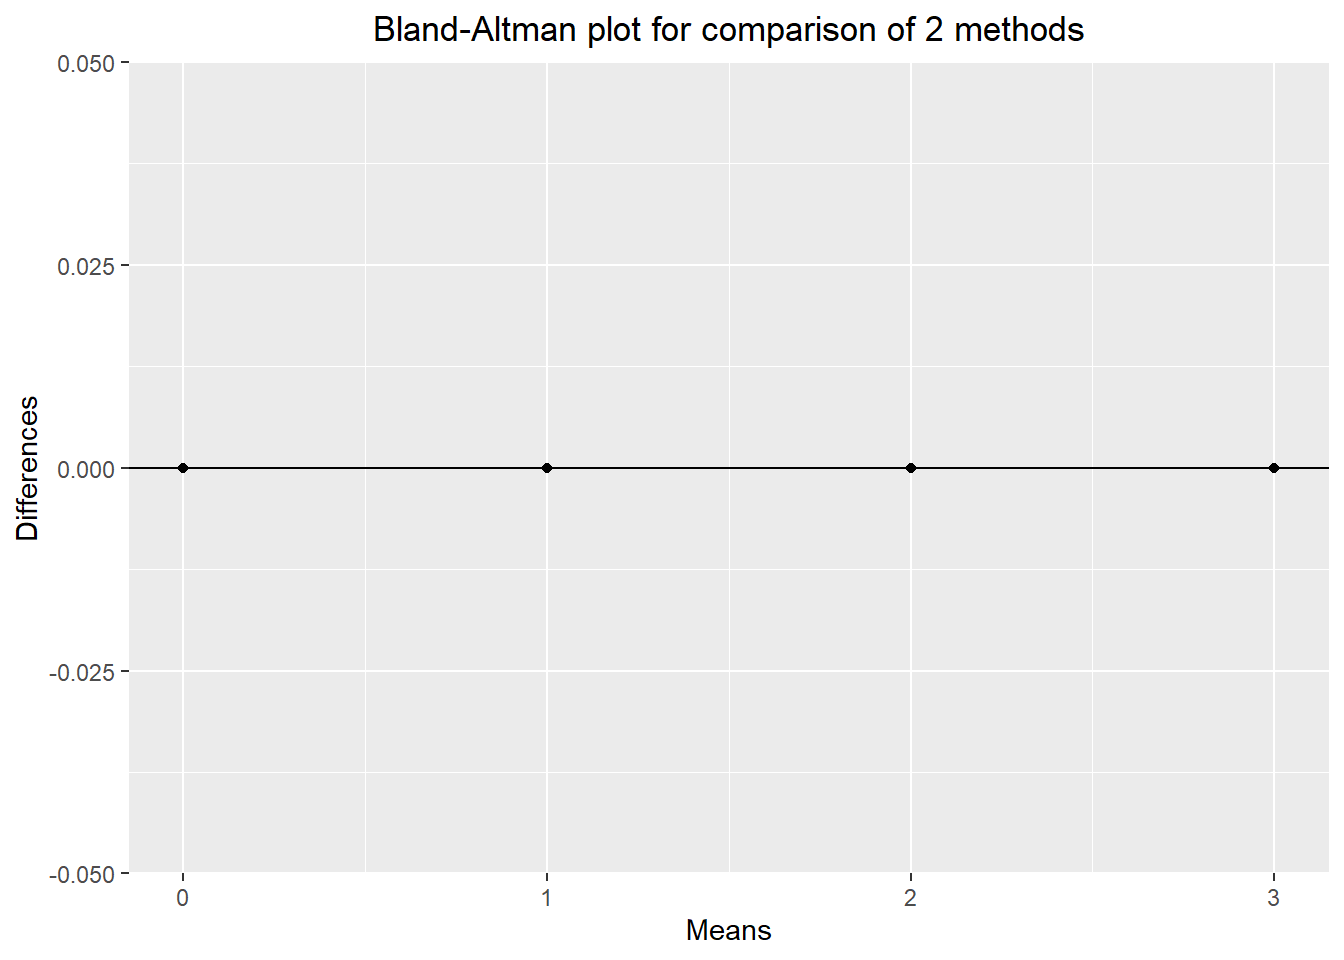 Bland-Altman plot for comparison of 2 methods
0.050
0.025
0.000
-0.025
-0.050
Differences
0 1 2 3
Means